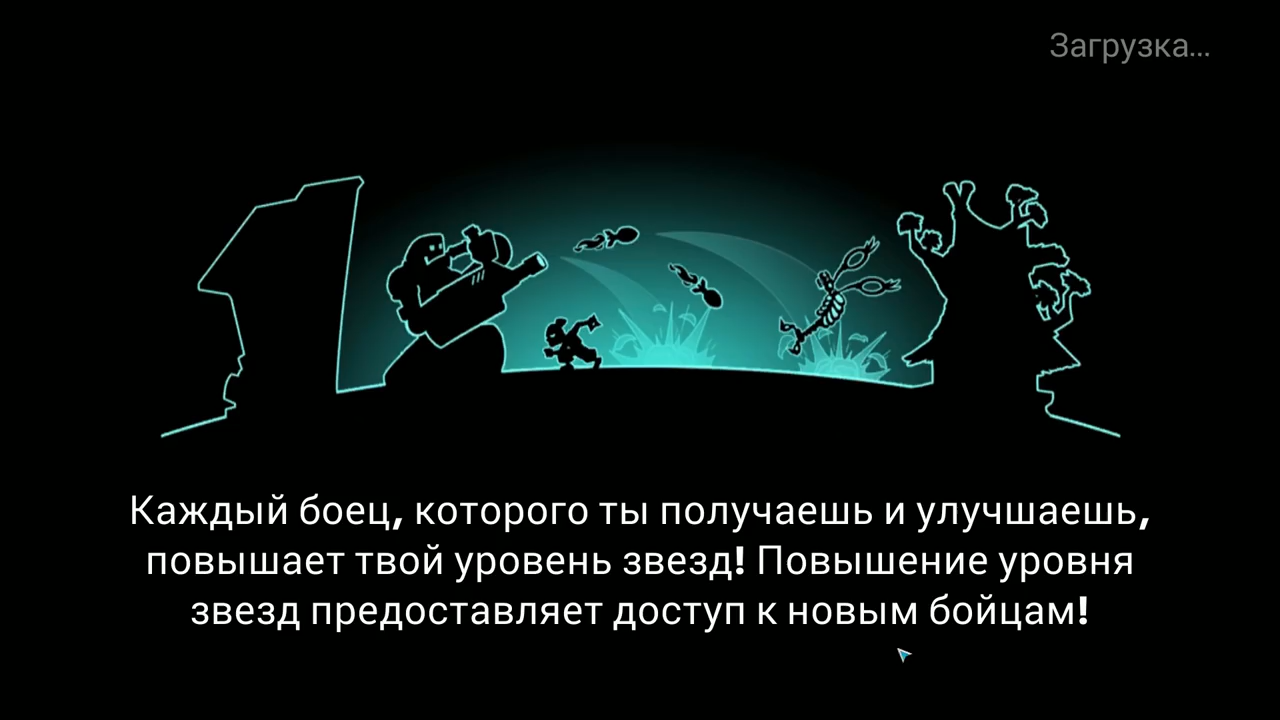 Загрузка...
Каждый боец, которого ты получаешь и улучшаешь,
повышает твой уровень звезд! Повышение уровня
звезд предоставляет доступ к новым бойцам!